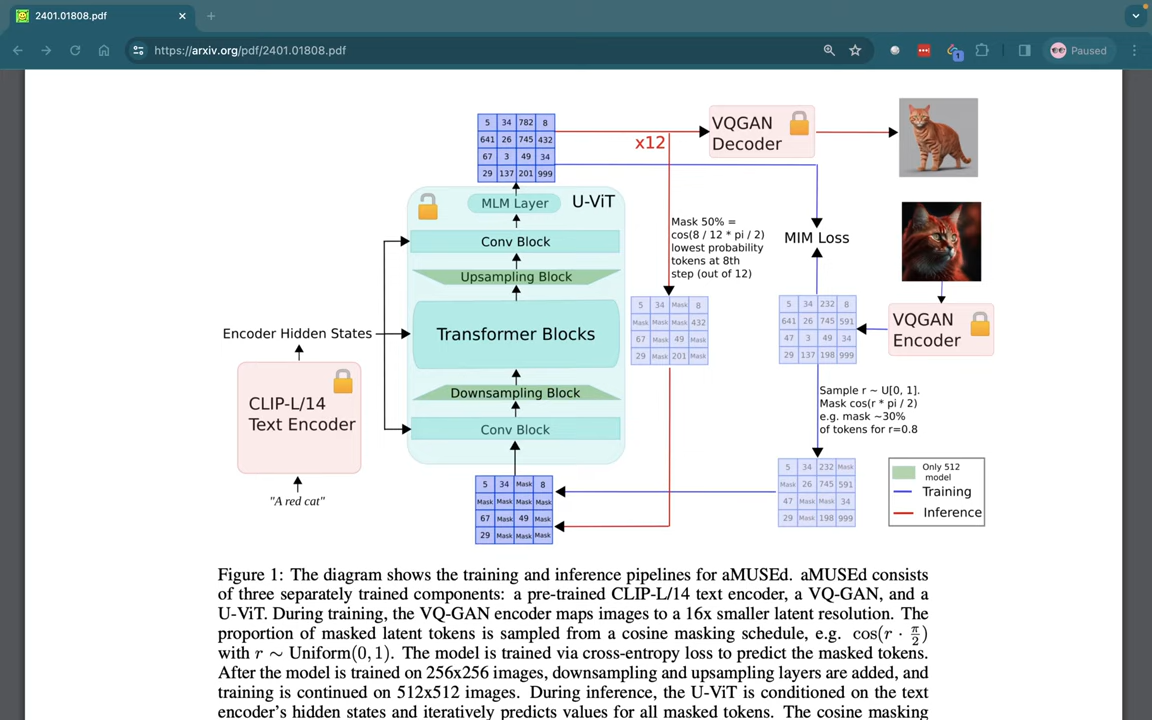 2401.01808.pdf
https://arxiv.org/pdf/2401.01808.pdf
1
Paused
5 34 782 8
641 26 745 432
67 3 49 34
29 137 201 999
x12
VQGAN
Decoder
MLM Layer
U-ViT
Conv Block
Upsampling Block
Transformer Blocks
Downsampling Block
Conv Block
Encoder Hidden States
CLIP-L/14
Text Encoder
"A red cat"
Mask 50% =
cos(8 / 12 * pi / 2)
lowest probability
tokens at 8th
step (out of 12)
MIM Loss
5 34 Mask 8
Mask Mask Mask 432
67 Mask 49 Mask
29 Mask 201 Mask
5 34 232 8
641 26 745 591
47 3 49 34
29 137 198 999
VQGAN
Encoder
Sample r ~ U[0, 1].
Mask cos(r * pi / 2)
e.g. mask ~30%
of tokens for r=0.8
5 34 232 Mask
Mask 26 745 591
47 Mask Mask 34
29 Mask 198 999
5 34 Mask 8
Mask Mask Mask Mask
67 Mask 49 Mask
29 Mask Mask Mask
Only 512
model
Training
Inference
Figure 1: The diagram shows the training and inference pipelines for aMUSEd. aMUSEd consists
of three separately trained components: a pre-trained CLIP-L/14 text encoder, a VQ-GAN, and a
U-ViT. During training, the VQ-GAN encoder maps images to a 16x smaller latent resolution. The
proportion of masked latent tokens is sampled from a cosine masking schedule, e.g. cos(r · π/2)
with r ∼ Uniform(0, 1). The model is trained via cross-entropy loss to predict the masked tokens.
After the model is trained on 256x256 images, downsampling and upsampling layers are added, and
training is continued on 512x512 images. During inference, the U-ViT is conditioned on the text
encoder's hidden states and iteratively predicts values for all masked tokens. The cosine masking